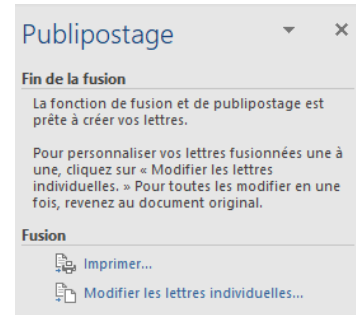 Publipostage
Fin de la fusion
La fonction de fusion et de publipostage est
prête à créer vos lettres.
Pour personnaliser vos lettres fusionnées une à
une, cliquez sur « Modifier les lettres
individuelles. » Pour toutes les modifier en une
fois, revenez au document original.
Fusion
Imprimer...
Modifier les lettres individuelles...